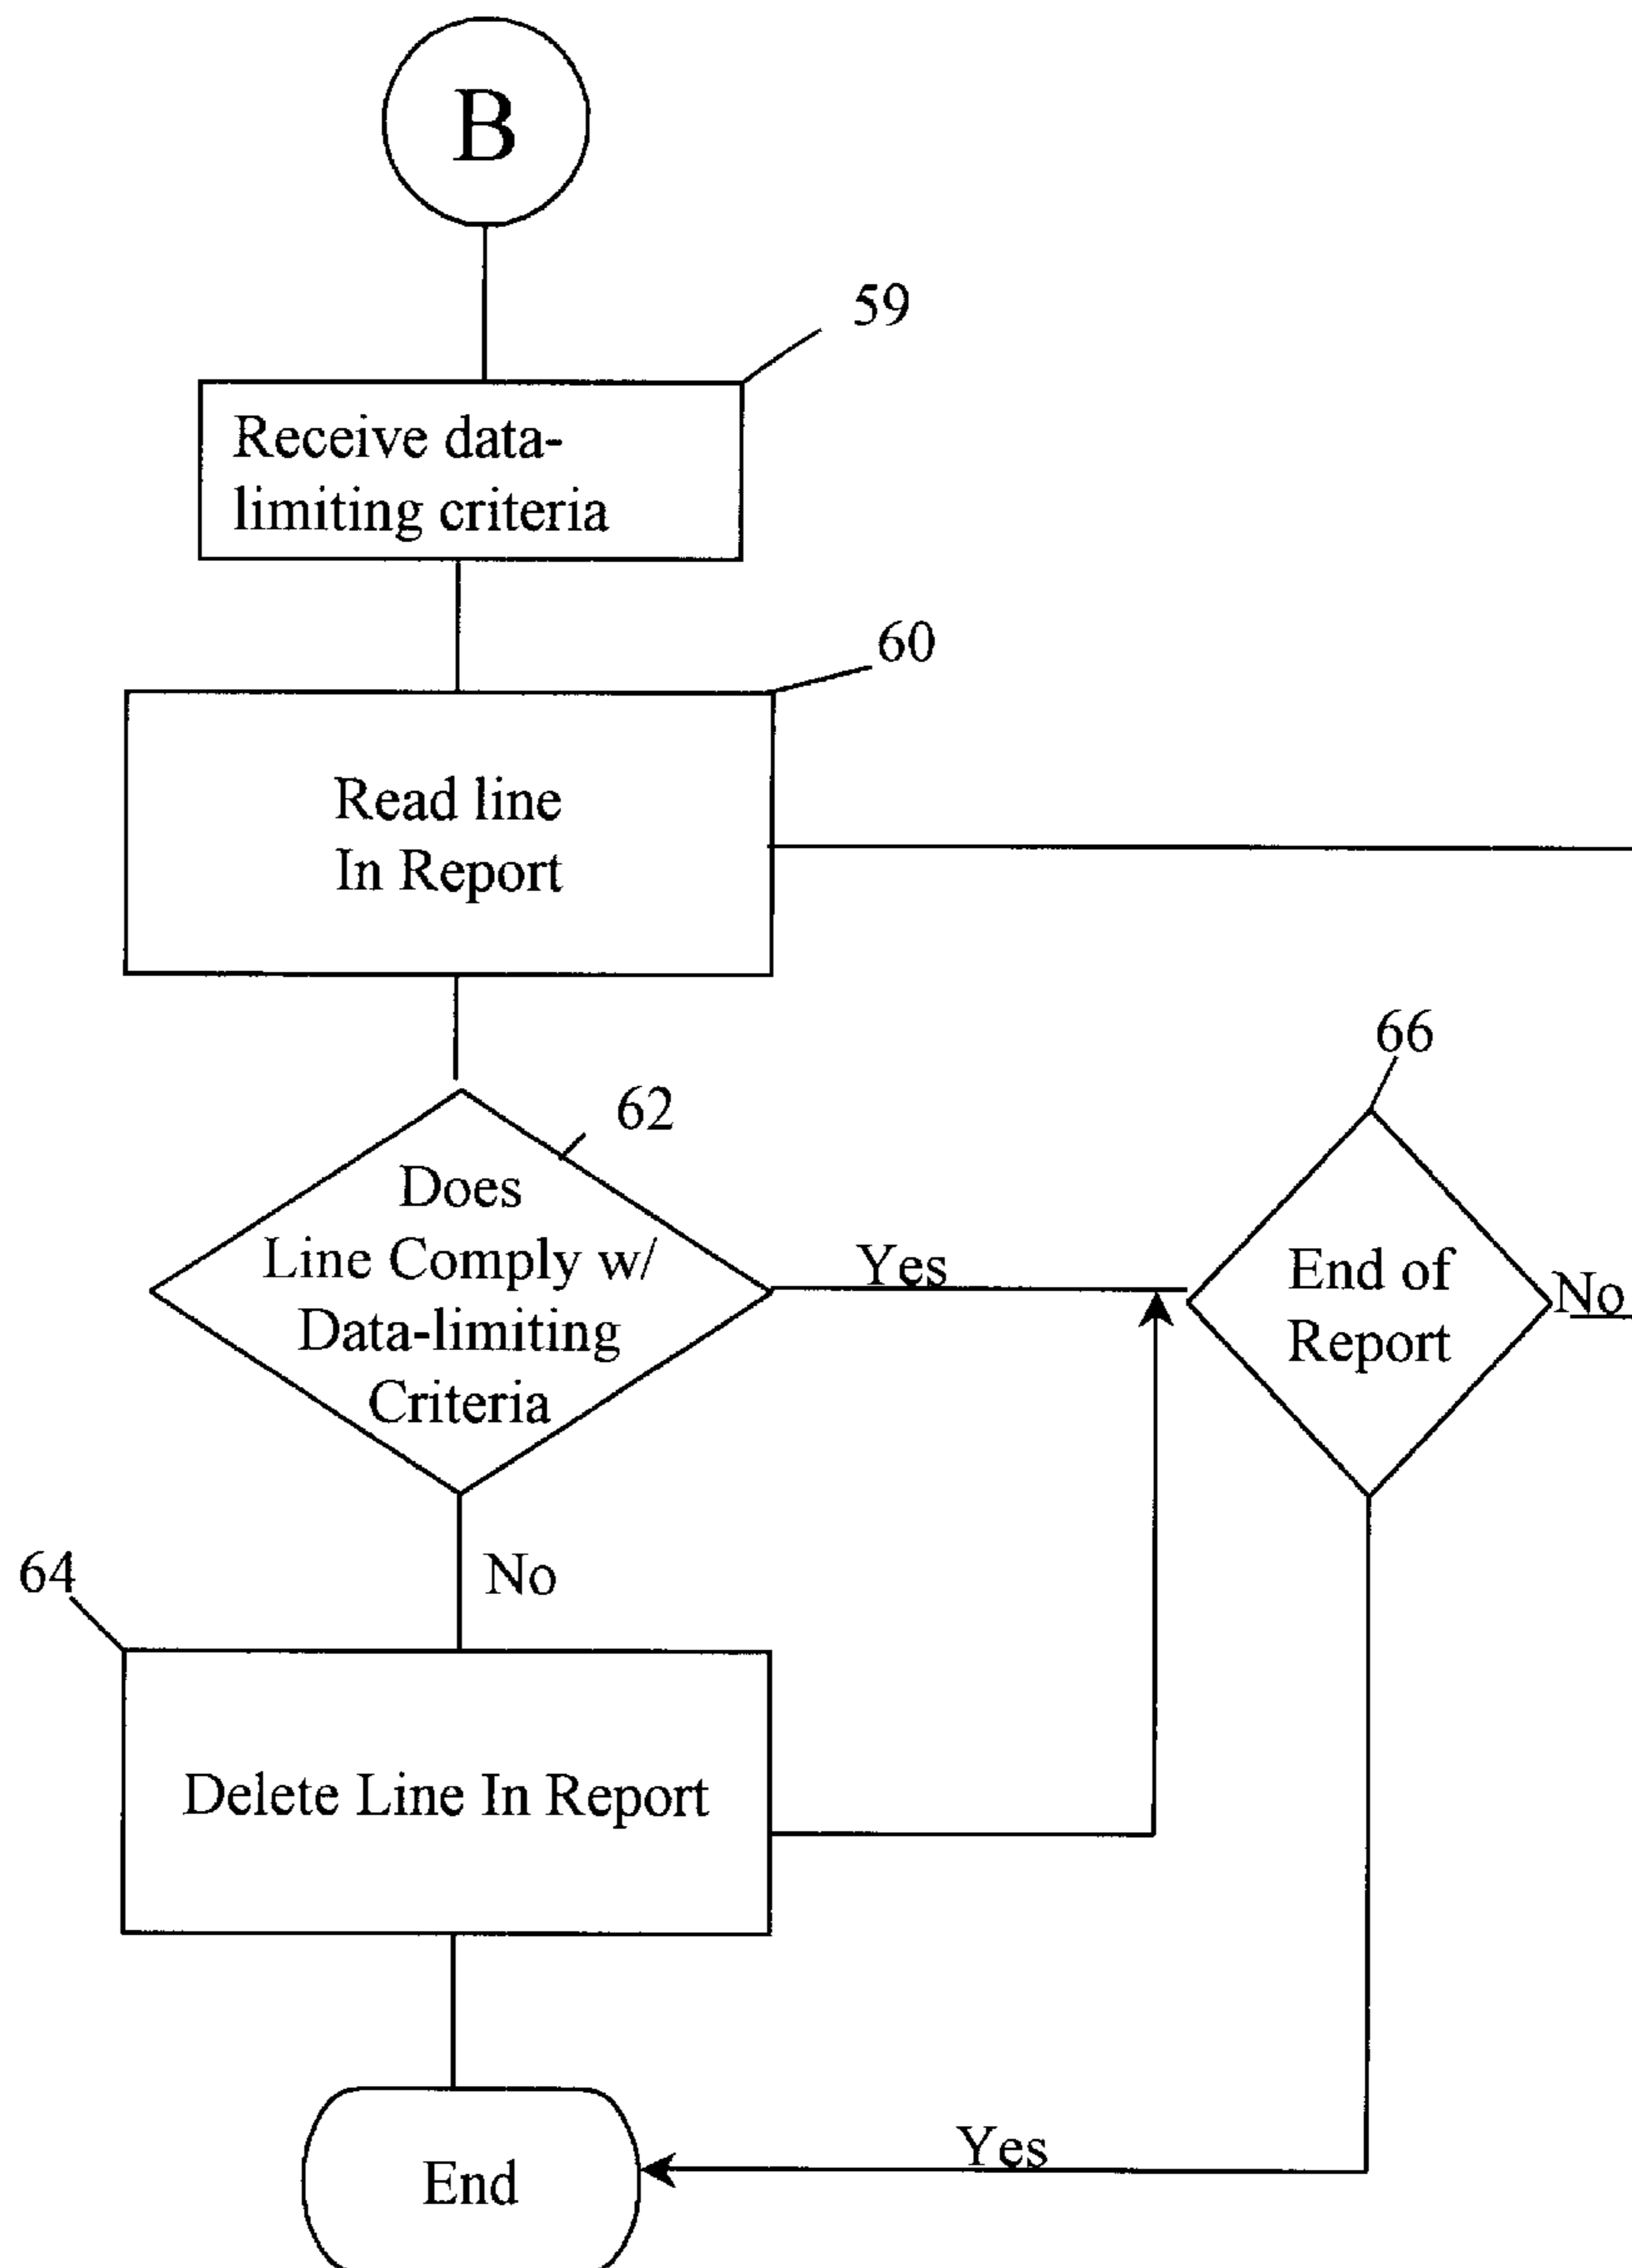 B
59
Receive data-
limiting criteria
60
Read line
In Report
66
62
Does
Line Comply w/
Data-limiting
Criteria
Yes
End of
Report
No
No
64
Delete Line In Report
Yes
End